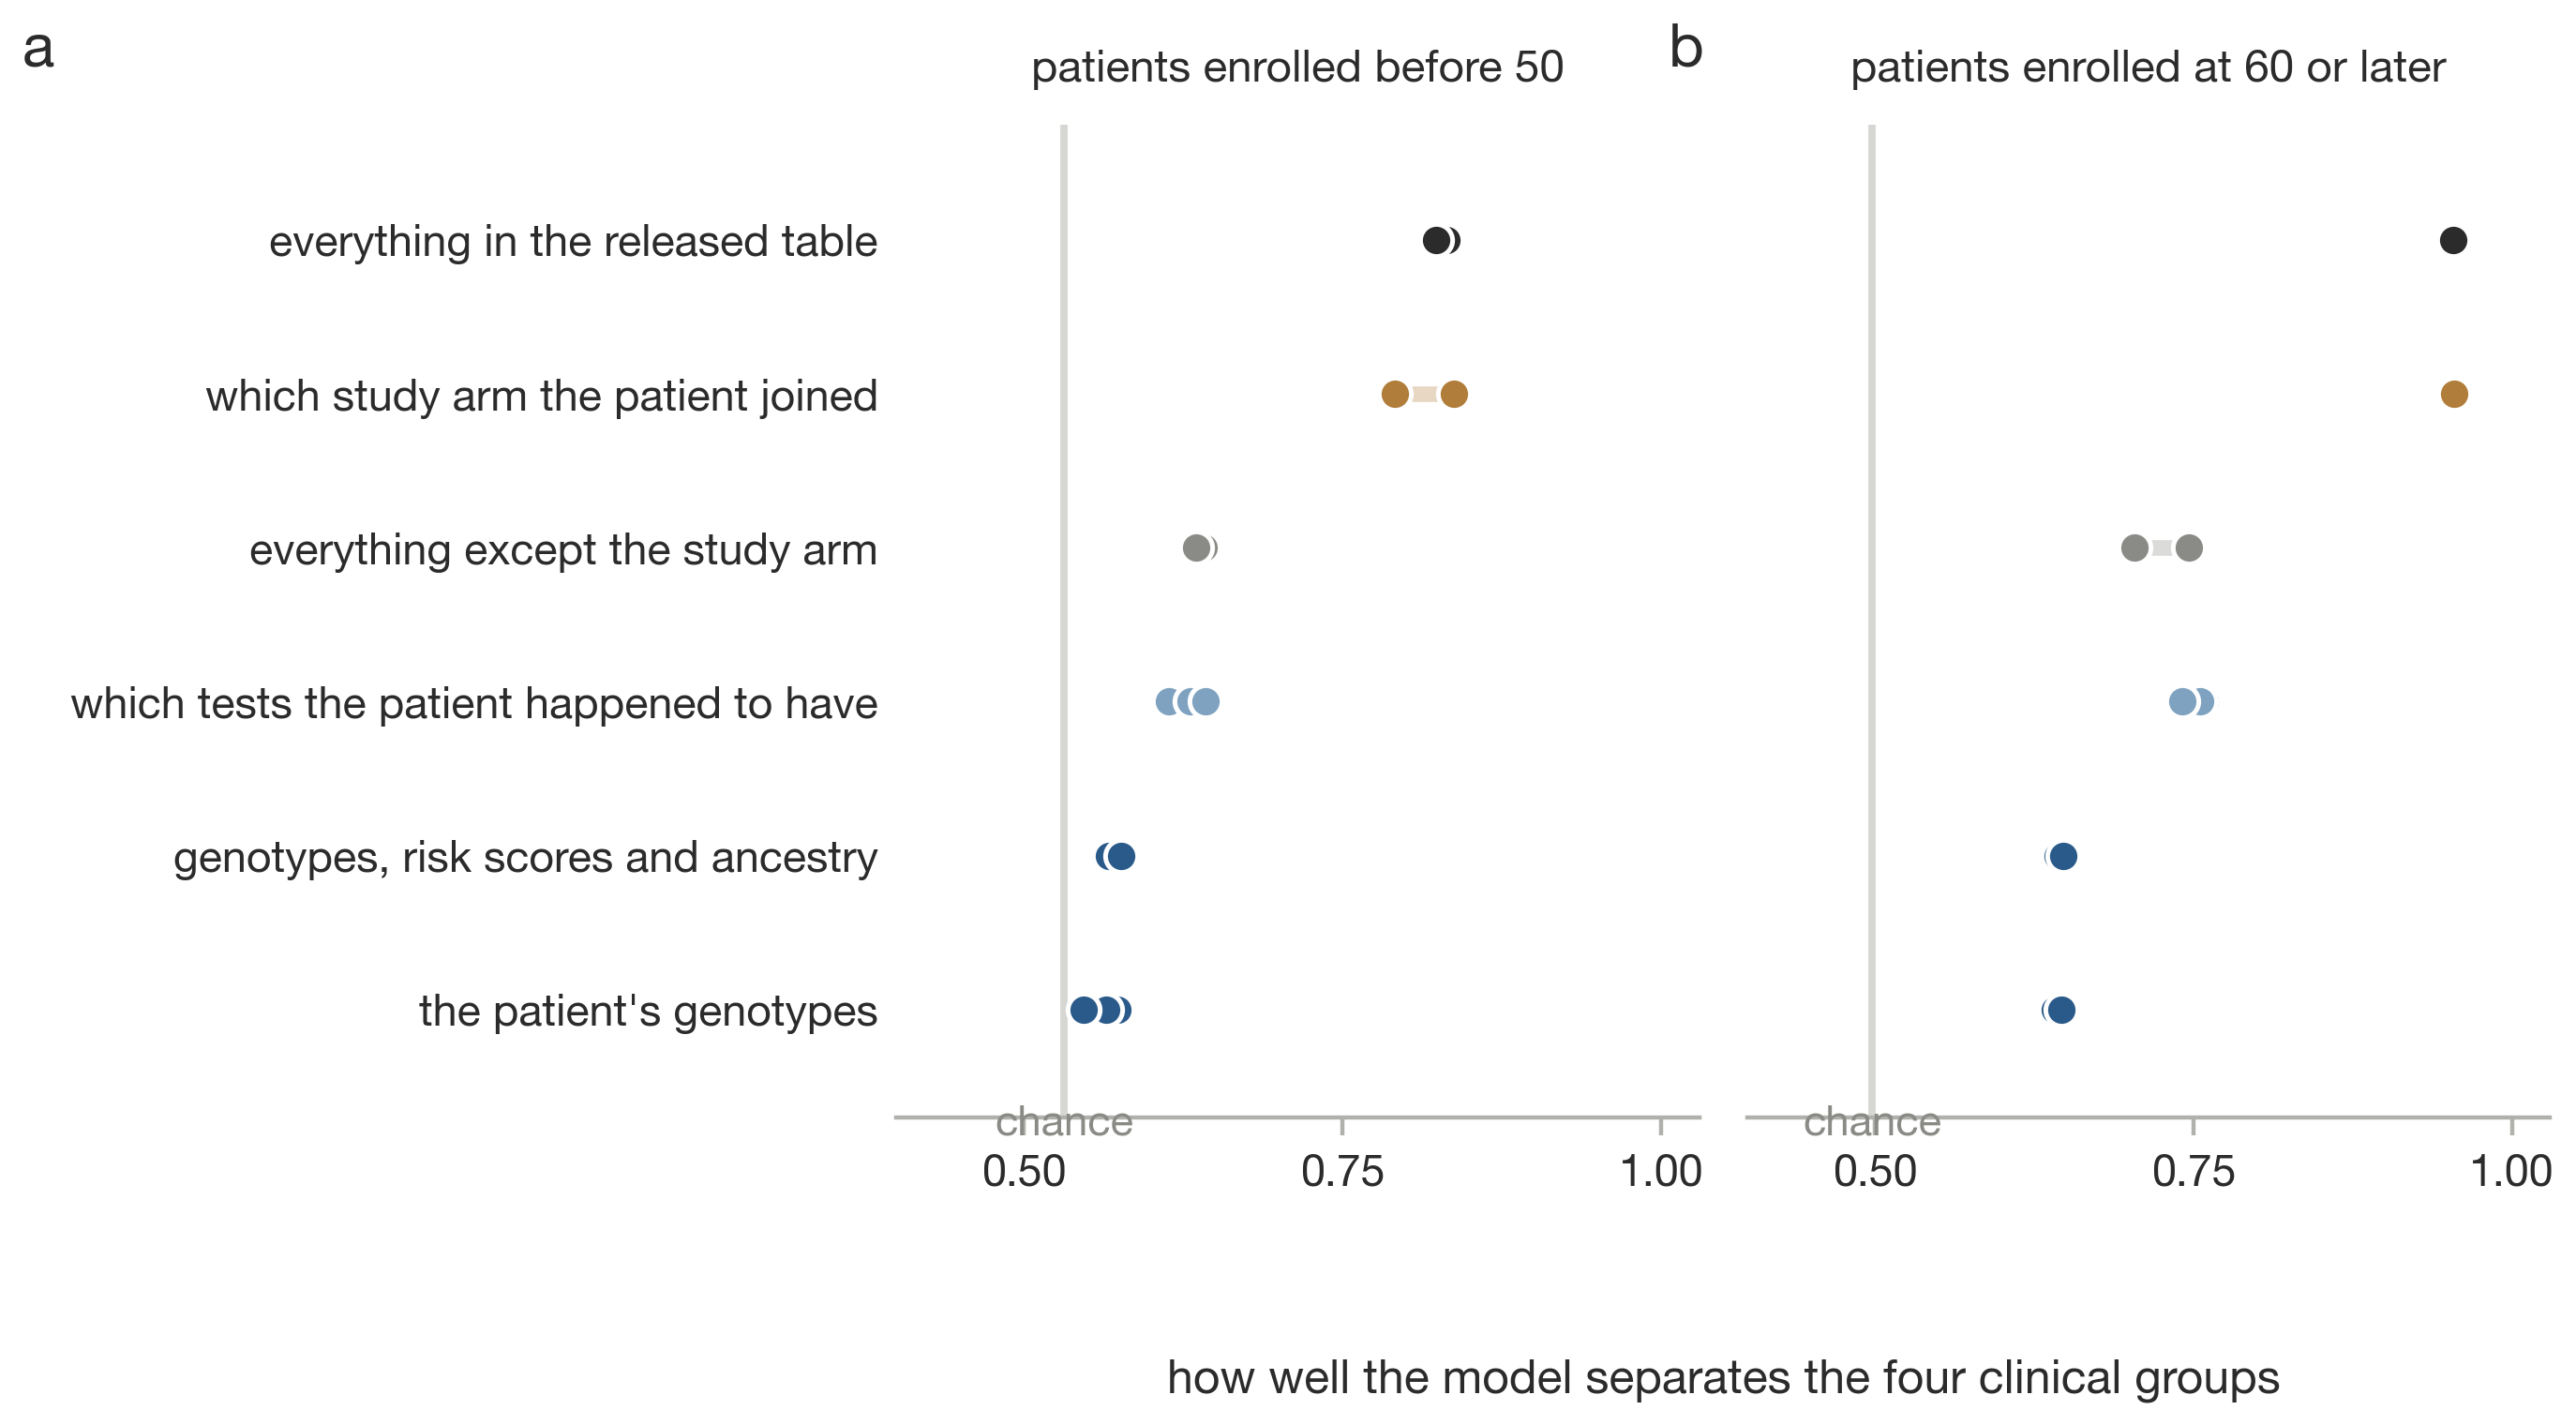 a
patients enrolled before 50
b
patients enrolled at 60 or later
everything in the released table
which study arm the patient joined
everything except the study arm
which tests the patient happened to have
genotypes, risk scores and ancestry
the patient's genotypes
chance
chance
0.50
0.75
1.00
0.50
0.75
1.00
how well the model separates the four clinical groups